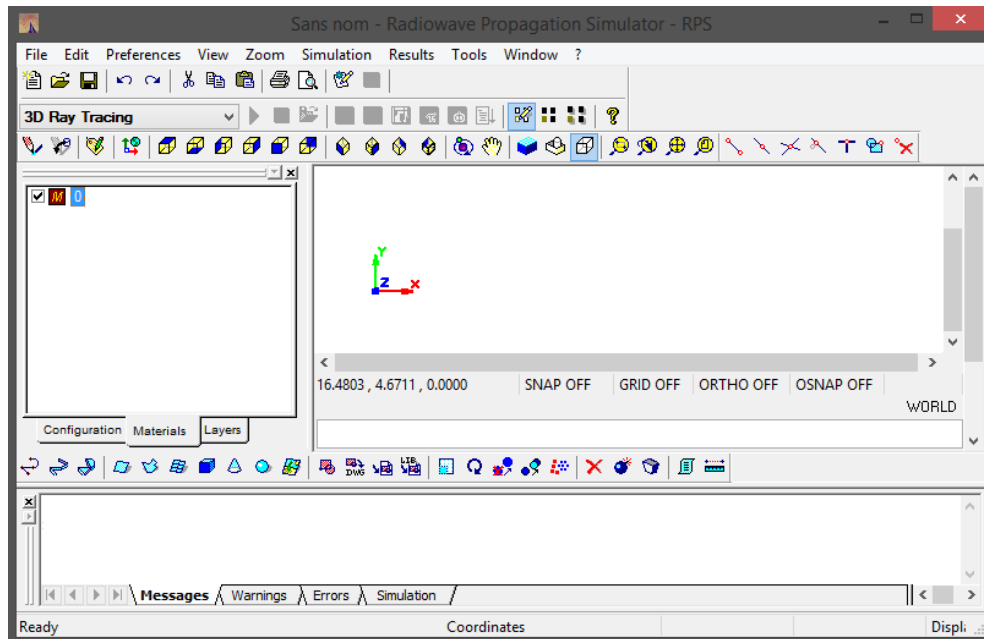 Sans nom - Radiowave Propagation Simulator - RPS
File Edit Preferences View Zoom Simulation Results Tools Window ?
3D Ray Tracing
M 0
Y
Z X
16.4803 , 4.6711 , 0.0000 SNAP OFF GRID OFF ORTHO OFF OSNAP OFF
WORLD
Configuration Materials Layers
DWG LIB
Messages Warnings Errors Simulation
Ready Coordinates Displ